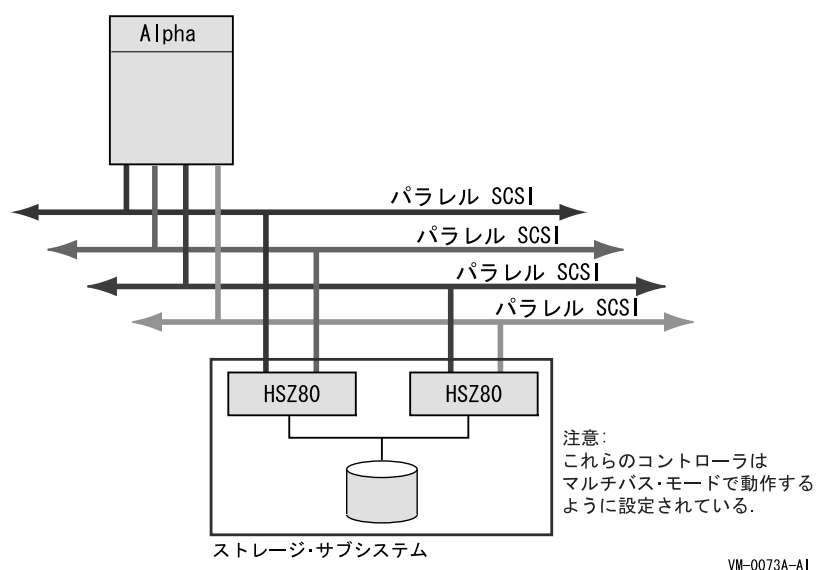 Alpha
パラレル SCSI
パラレル SCSI
パラレル SCSI
パラレル SCSI
HSZ80
HSZ80
注意:
これらのコントローラは
マルチバス・モードで動作する
ように設定されている.
ストレージ・サブシステム
VM-0073A-AI